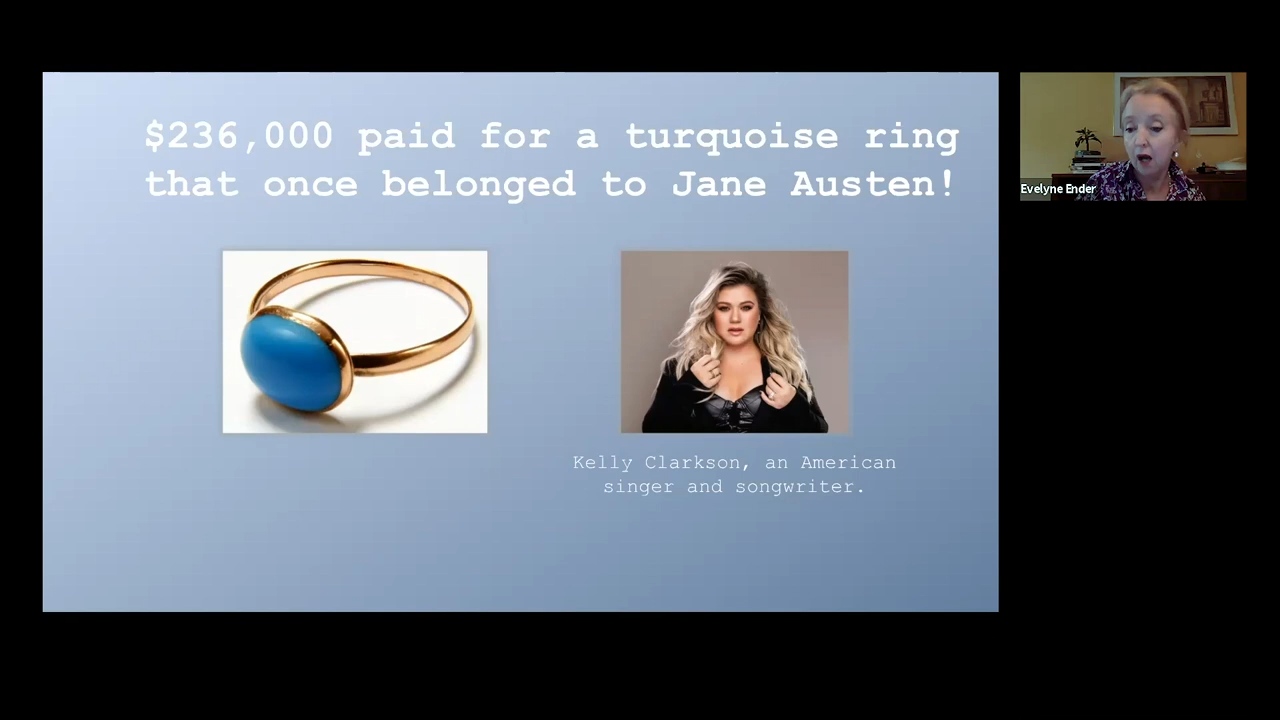 $236,000 paid for a turquoise ring
that once belonged to Jane Austen!
Evelyne Ender
Kelly Clarkson, an American
singer and songwriter.